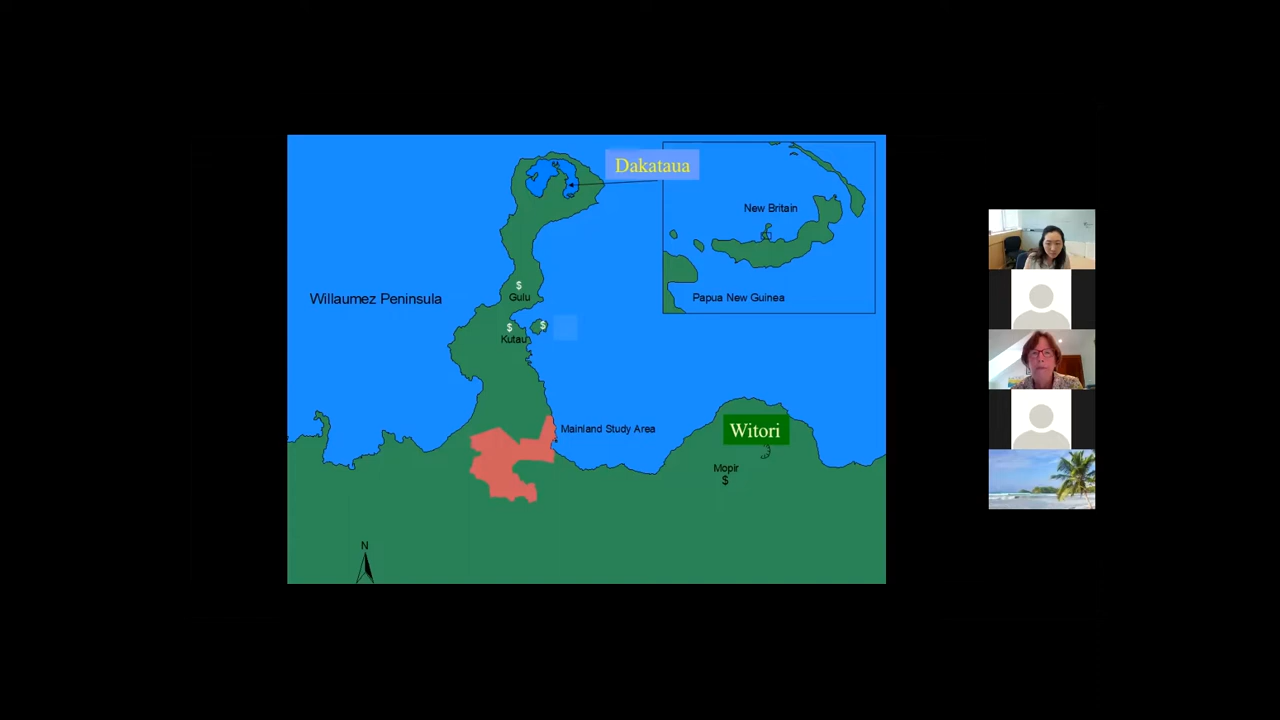 Dakataua
New Britain
Papua New Guinea
Willaumez Peninsula
$
Gulu
$
$
Kutau
Mainland Study Area
Witori
Mopir
$
N